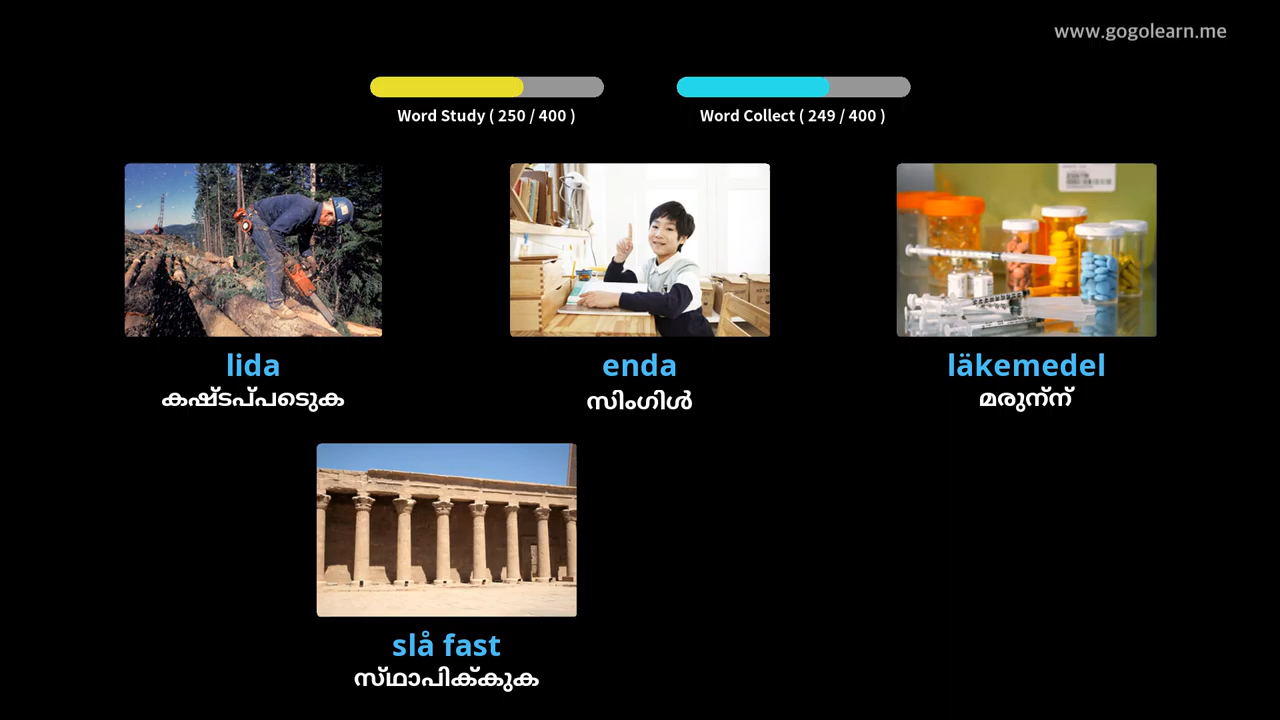 www.gogolearn.me
Word Study ( 250 / 400 )
Word Collect ( 249 / 400 )
lida
കഷ്ടപ്പെടുക
enda
സിംഗിൾ
läkemedel
മരുന്ന്
slå fast
സ്ഥാപിക്കുക